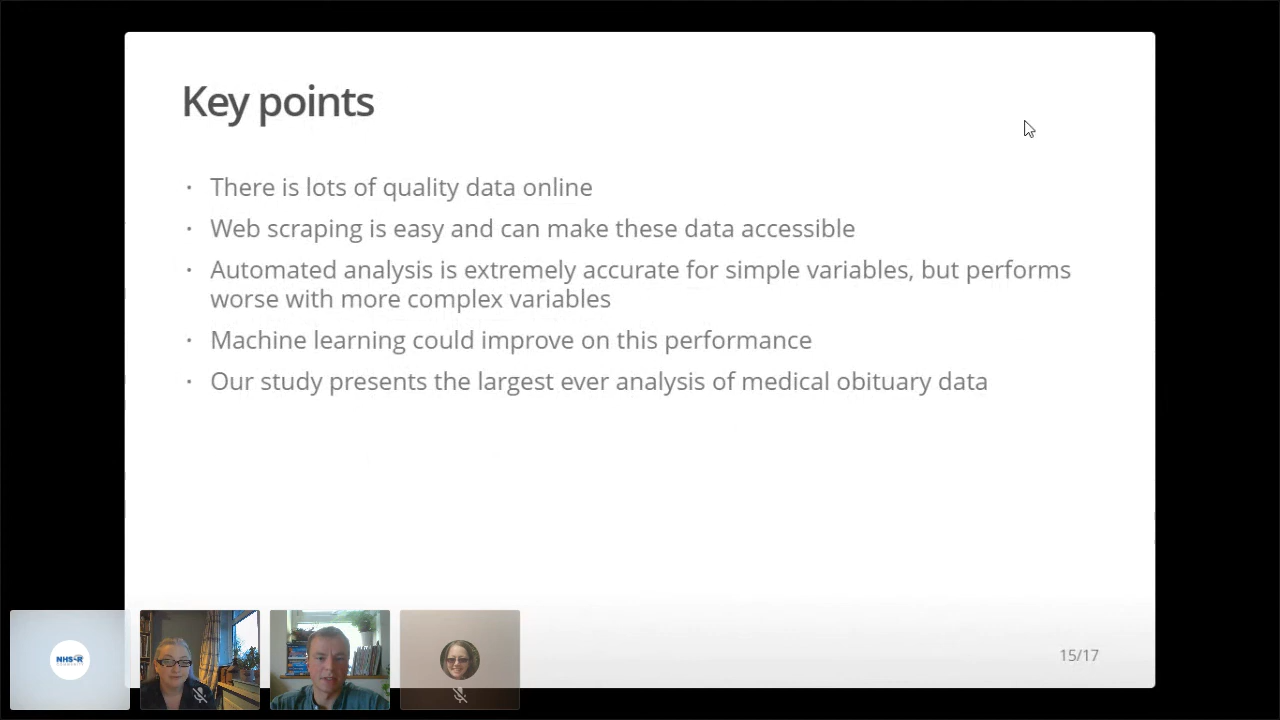 Key points
· There is lots of quality data online
· Web scraping is easy and can make these data accessible
· Automated analysis is extremely accurate for simple variables, but performs
worse with more complex variables
· Machine learning could improve on this performance
· Our study presents the largest ever analysis of medical obituary data
15/17
NHS-R
COMMUNITY